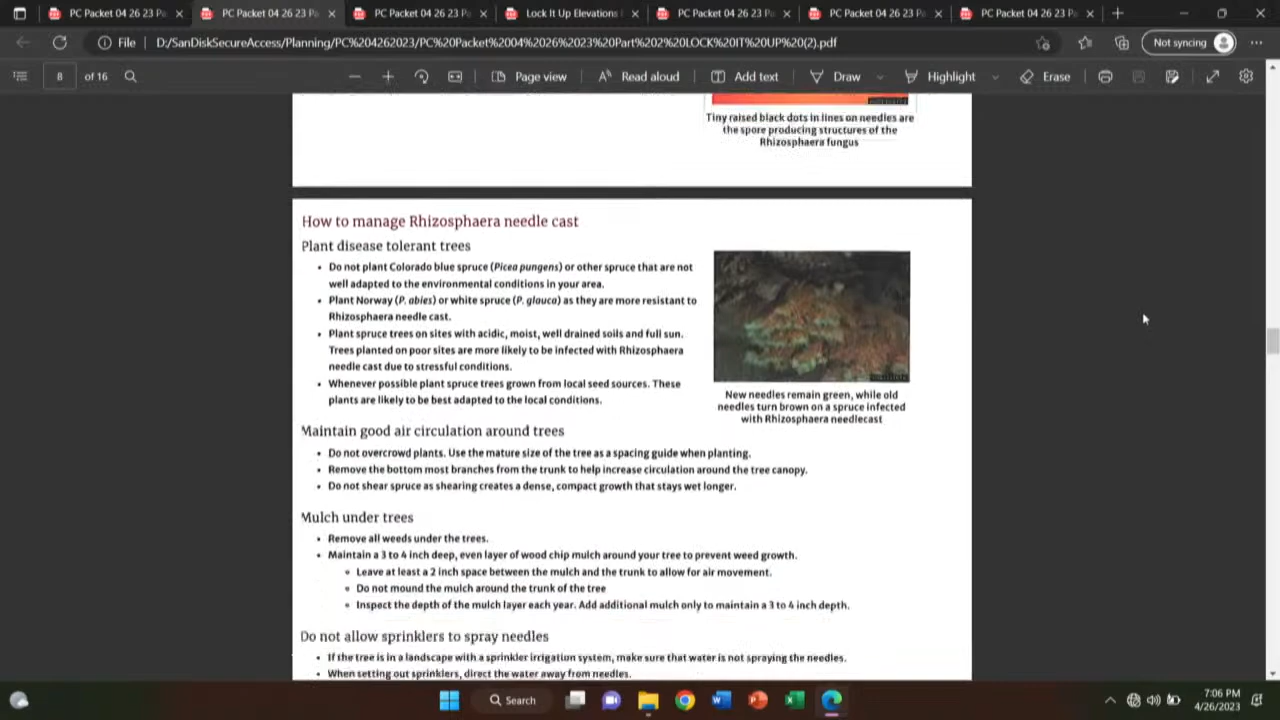 PC Packet 04 26 23 Pa
PC Packet 04 26 23 Pa
PC Packet 04 26 23 Pa
Lock It Up Elevations
PC Packet 04 26 23 Pa
PC Packet 04 26 23 Pa
PC Packet 04 26 23 Pa
File
D:/SanDiskSecureAccess/Planning/PC%204262023/PC%20Packet%2004%2026%2023%20Part%202%20LOCK%20IT%20UP%20(2).pdf
Not syncing
8 of 16
Page view
Read aloud
Add text
Draw
Highlight
Erase
Tiny raised black dots in lines on needles are
the spore producing structures of the
Rhizosphaera fungus
How to manage Rhizosphaera needle cast
Plant disease tolerant trees
• Do not plant Colorado blue spruce (Picea pungens) or other spruce that are not
well adapted to the environmental conditions in your area.
• Plant Norway (P. abies) or white spruce (P. glauca) as they are more resistant to
Rhizosphaera needle cast.
• Plant spruce trees on sites with acidic, moist, well drained soils and full sun.
Trees planted on poor sites are more likely to be infected with Rhizosphaera
needle cast due to stressful conditions.
• Whenever possible plant spruce trees grown from local seed sources. These
plants are likely to be best adapted to the local conditions.
New needles remain green, while old
needles turn brown on a spruce infected
with Rhizosphaera needlecast
Maintain good air circulation around trees
• Do not overcrowd plants. Use the mature size of the tree as a spacing guide when planting.
• Remove the bottom most branches from the trunk to help increase circulation around the tree canopy.
• Do not shear spruce as shearing creates a dense, compact growth that stays wet longer.
Mulch under trees
• Remove all weeds under the trees.
• Maintain a 3 to 4 inch deep, even layer of wood chip mulch around your tree to prevent weed growth.
• Leave at least a 2 inch space between the mulch and the trunk to allow for air movement.
• Do not mound the mulch around the trunk of the tree
• Inspect the depth of the mulch layer each year. Add additional mulch only to maintain a 3 to 4 inch depth.
Do not allow sprinklers to spray needles
• If the tree is in a landscape with a sprinkler irrigation system, make sure that water is not spraying the needles.
• When setting out sprinklers, direct the water away from needles.
Search
7:06 PM
4/26/2023